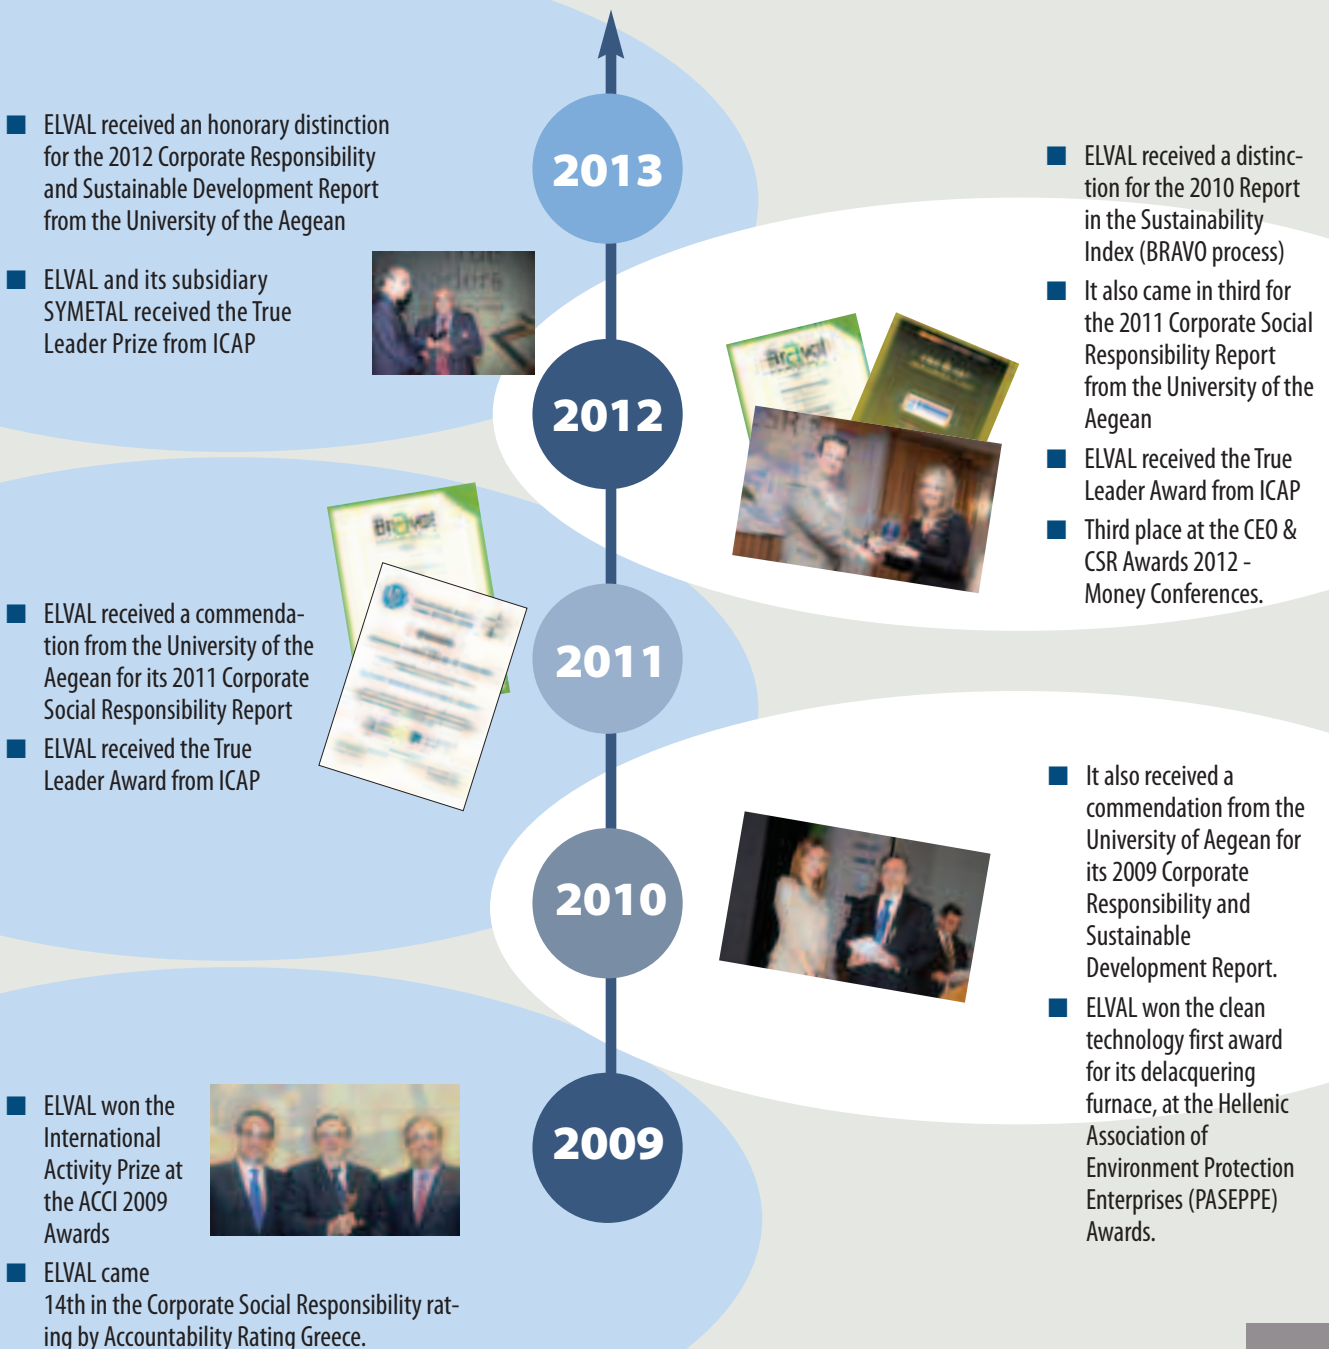 2013
ELVAL received an honorary distinction
for the 2012 Corporate Responsibility
and Sustainable Development Report
from the University of the Aegean
ELVAL and its subsidiary
SYMETAL received the True
Leader Prize from ICAP
2012
ELVAL received a distinc-
tion for the 2010 Report
in the Sustainability
Index (BRAVO process)
It also came in third for
the 2011 Corporate Social
Responsibility Report
from the University of the
Aegean
ELVAL received the True
Leader Award from ICAP
Third place at the CEO &
CSR Awards 2012 -
Money Conferences.
Bravo!
CSR
2011
ELVAL received a commenda-
tion from the University of the
Aegean for its 2011 Corporate
Social Responsibility Report
ELVAL received the True
Leader Award from ICAP
Bravo!
2010
It also received a
commendation from the
University of Aegean for
its 2009 Corporate
Responsibility and
Sustainable
Development Report.
ELVAL won the clean
technology first award
for its delacquering
furnace, at the Hellenic
Association of
Environment Protection
Enterprises (PASEPPE)
Awards.
2009
ELVAL won the
International
Activity Prize at
the ACCI 2009
Awards
ELVAL came
14th in the Corporate Social Responsibility rat-
ing by Accountability Rating Greece.